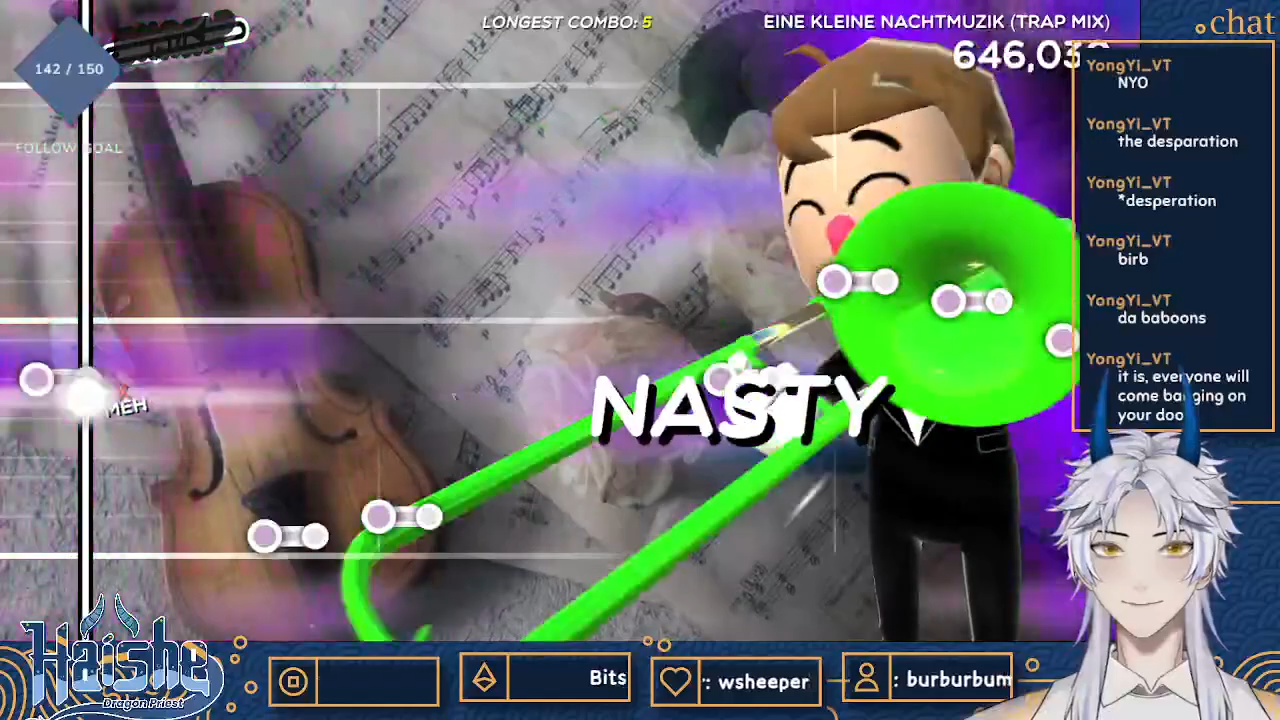 LONGEST COMBO: 5
EINE KLEINE NACHTMUZIK (TRAP MIX)
chat
142 / 150
FOLLOW GOAL
YongYi_VT
NYO
YongYi_VT
the desparation
YongYi_VT
*desperation
YongYi_VT
birb
YongYi_VT
da baboons
YongYi_VT
it is, everyone will
come banging on
your doo
MEH
NASTY
Haishe
Dragon Priest
Bits
: wsheeper
: burburbum